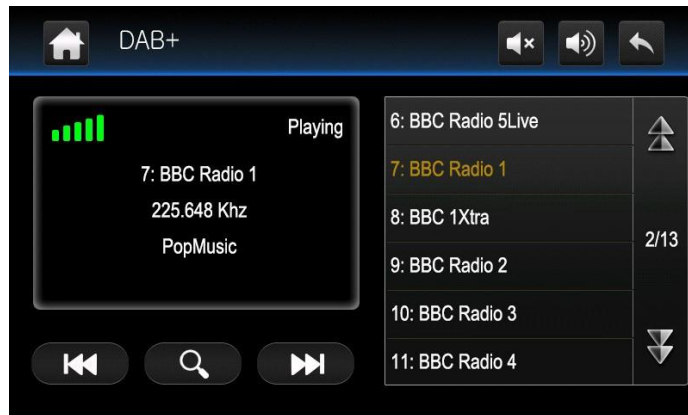 DAB+
Playing
7: BBC Radio 1
225.648 Khz
PopMusic
6: BBC Radio 5Live
7: BBC Radio 1
8: BBC 1Xtra
9: BBC Radio 2
10: BBC Radio 3
11: BBC Radio 4
2/13